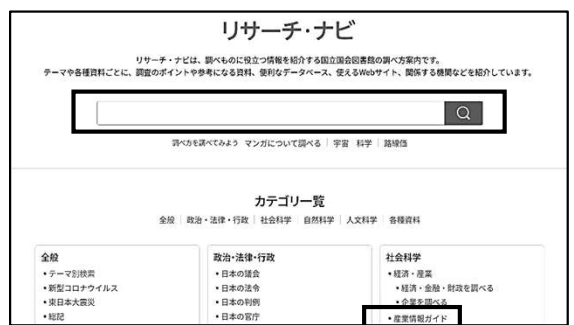 リサーチ・ナビ
リサーチ・ナビは、調べものに役立つ情報を紹介する国立国会図書館の調べ方案内です。
テーマや各種資料ごとに、調査のポイントや参考になる資料、便利なデータベース、使えるWebサイト、関係する機関などを紹介しています。
調べ方を調べてみよう マンガについて調べる | 宇宙 科学 | 路線価
カテゴリ一覧
全般 | 政治・法律・行政 | 社会科学 | 自然科学 | 人文科学 | 各種資料
全般 政治・法律・行政 社会科学
・テーマ別検索 ・日本の議会 ・経済・産業
・新型コロナウイルス ・日本の法令 ・経済・金融・財政を調べる
・東日本大震災 ・日本の判例 ・企業を調べる
・総記 ・日本の官庁 ・産業情報ガイド